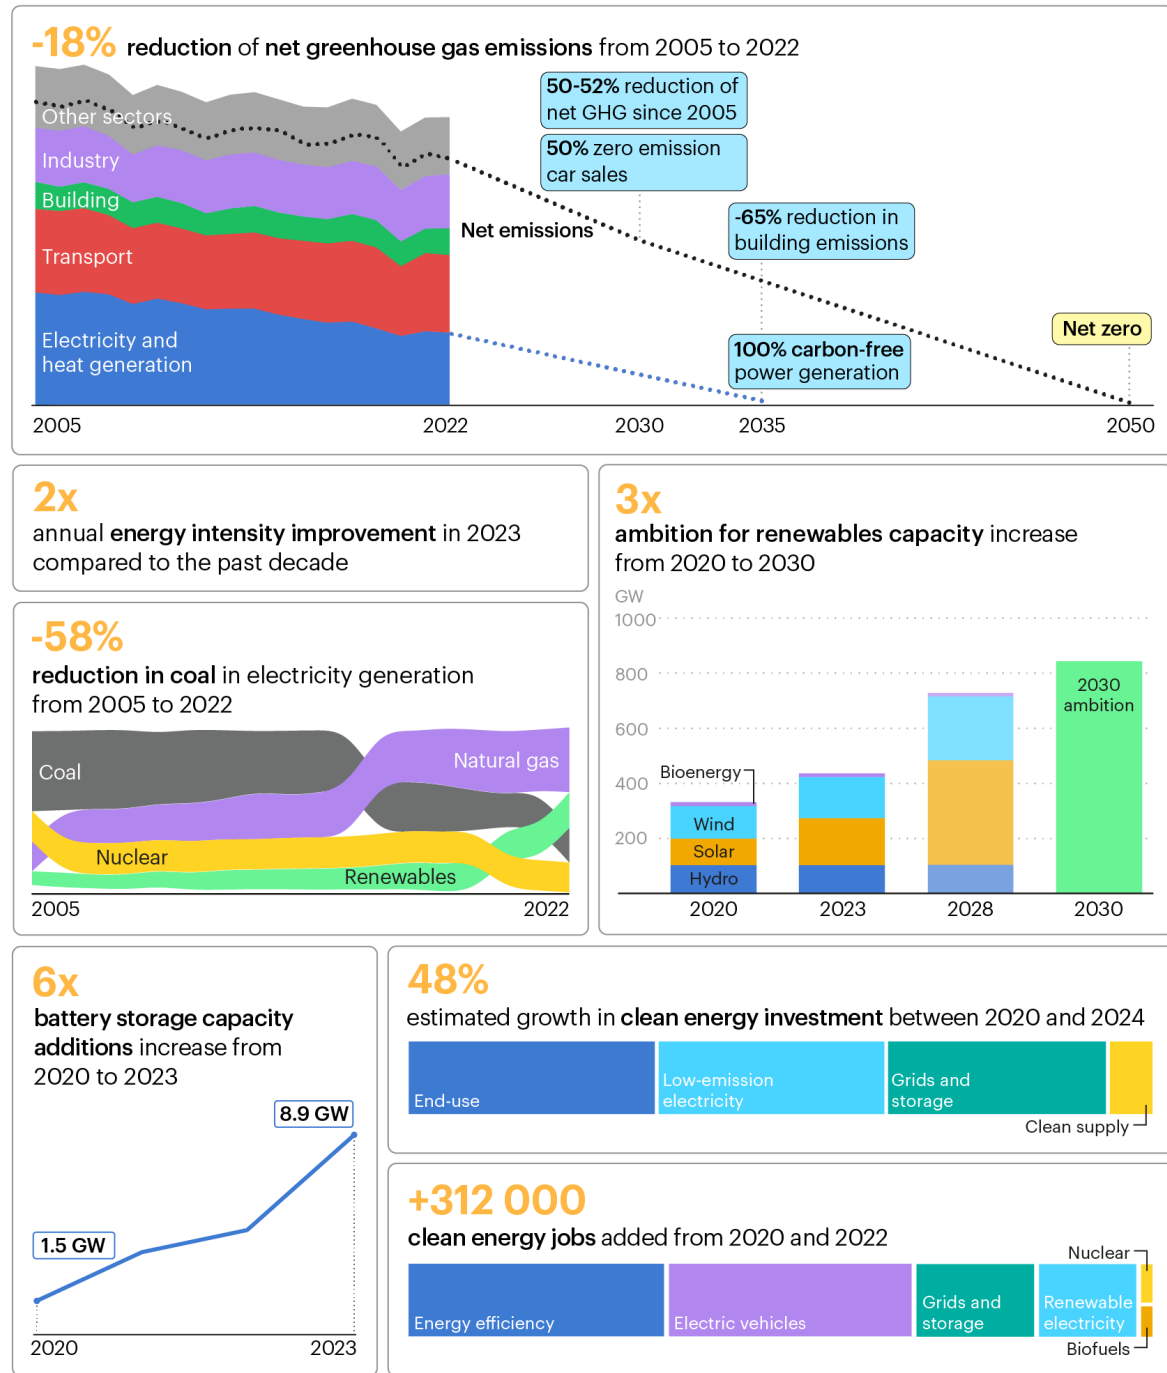 -18% reduction of net greenhouse gas emissions from 2005 to 2022
50-52% reduction of
net GHG since 2005
50% zero emission
car sales
-65% reduction in
building emissions
Other sectors
Industry
Building
Transport
Electricity and
heat generation
Net emissions
100% carbon-free
power generation
Net zero
2005
2022
2030
2035
2050
2x
annual energy intensity improvement in 2023
compared to the past decade
3x
ambition for renewables capacity increase
from 2020 to 2030
GW
1000
800
600
400
200
Bioenergy
Wind
Solar
Hydro
2030
ambition
2020
2023
2028
2030
-58%
reduction in coal in electricity generation
from 2005 to 2022
Coal
Natural gas
Nuclear
Renewables
2005
2022
6x
battery storage capacity
additions increase from
2020 to 2023
8.9 GW
1.5 GW
2020
2023
48%
estimated growth in clean energy investment between 2020 and 2024
End-use
Low-emission
electricity
Grids and
storage
Clean supply
+312 000
clean energy jobs added from 2020 and 2022
Nuclear
Energy efficiency
Electric vehicles
Grids and
storage
Renewable
electricity
Biofuels